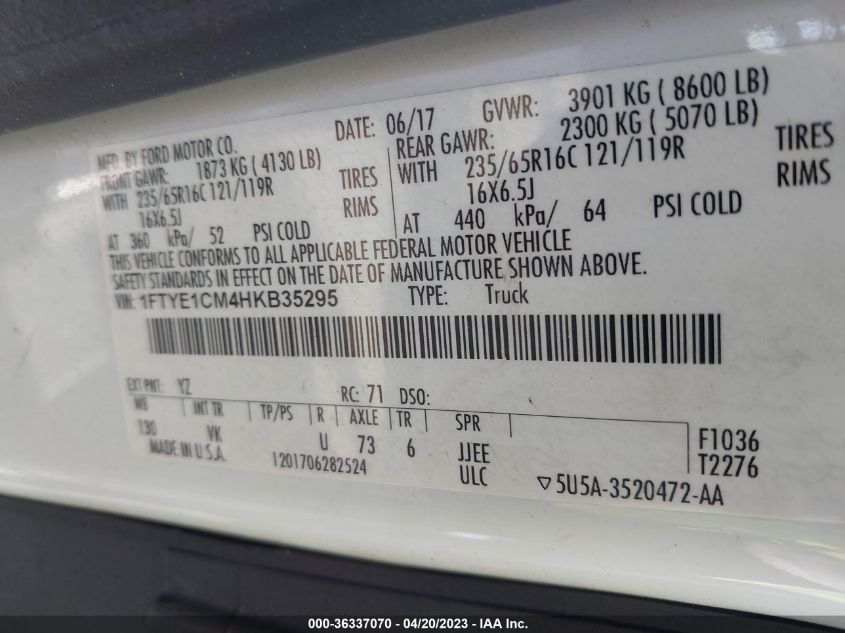 MFD. BY FORD MOTOR CO.
DATE: 06/17 GVWR: 3901 KG ( 8600 LB)
FRONT GAWR: 1873 KG ( 4130 LB)
REAR GAWR: 2300 KG ( 5070 LB)
WITH 235/65R16C 121/119R TIRES
WITH 235/65R16C 121/119R TIRES
16X6.5J RIMS
16X6.5J RIMS
AT 360 kPa/ 52 PSI COLD
AT 440 kPa/ 64 PSI COLD
THIS VEHICLE CONFORMS TO ALL APPLICABLE FEDERAL MOTOR VEHICLE
SAFETY STANDARDS IN EFFECT ON THE DATE OF MANUFACTURE SHOWN ABOVE.
VIN: 1FTYE1CM4HKB35295 TYPE: Truck
EXT PNT: YZ RC: 71 DSO:
WB INT TR TP/PS R AXLE TR SPR
130 VK U 73 6 JJEE F1036
MADE IN U.S.A. 1201706282524 ULC T2276
▽5U5A-3520472-AA
000-36337070 - 04/20/2023 - IAA Inc.